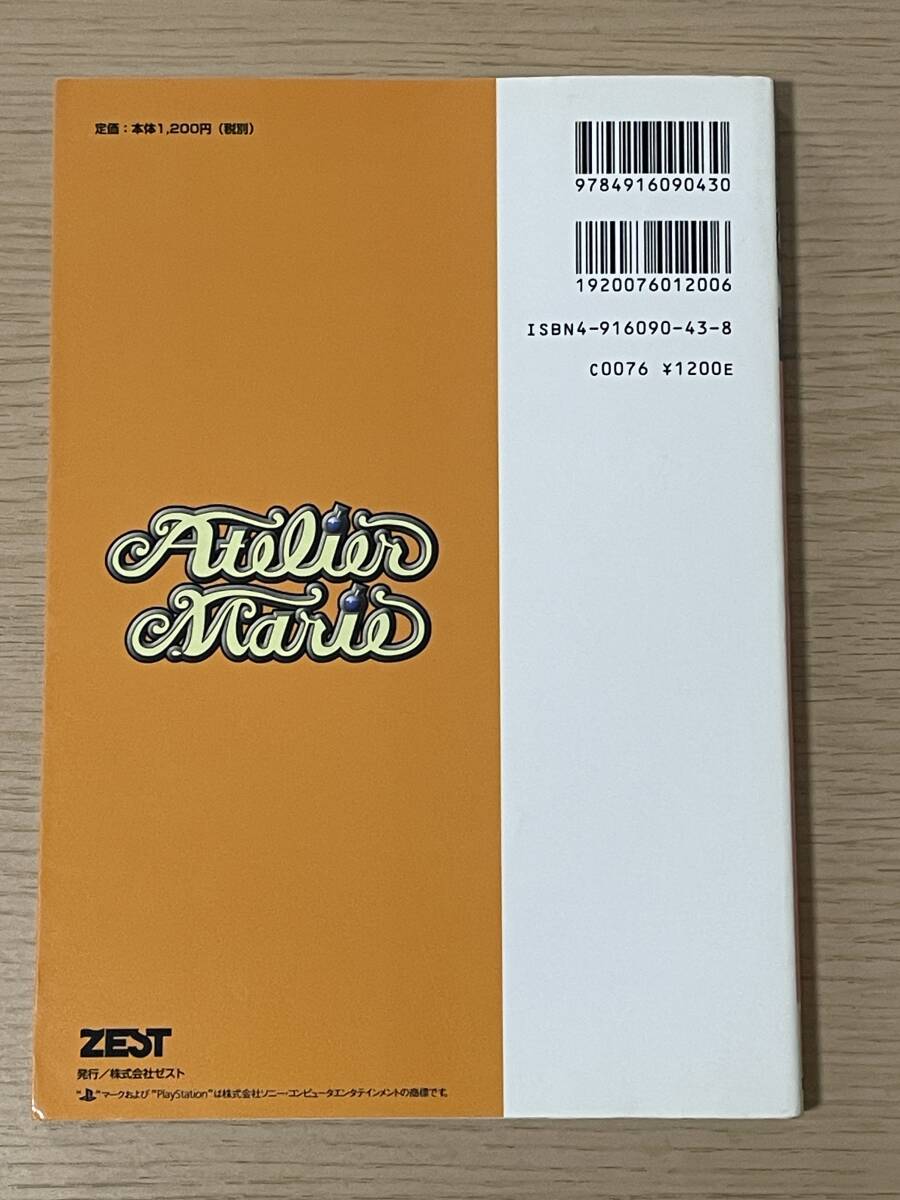 定価：本体1,200円（税別）
9784916090430
1920076012006
ISBN4-916090-43-8
C0076 ¥1200E
Atelier
Marie
ZEST
発行／株式会社ゼスト
"PS"マークおよび"PlayStation"は株式会社ソニー・コンピュータエンタテインメントの商標です。